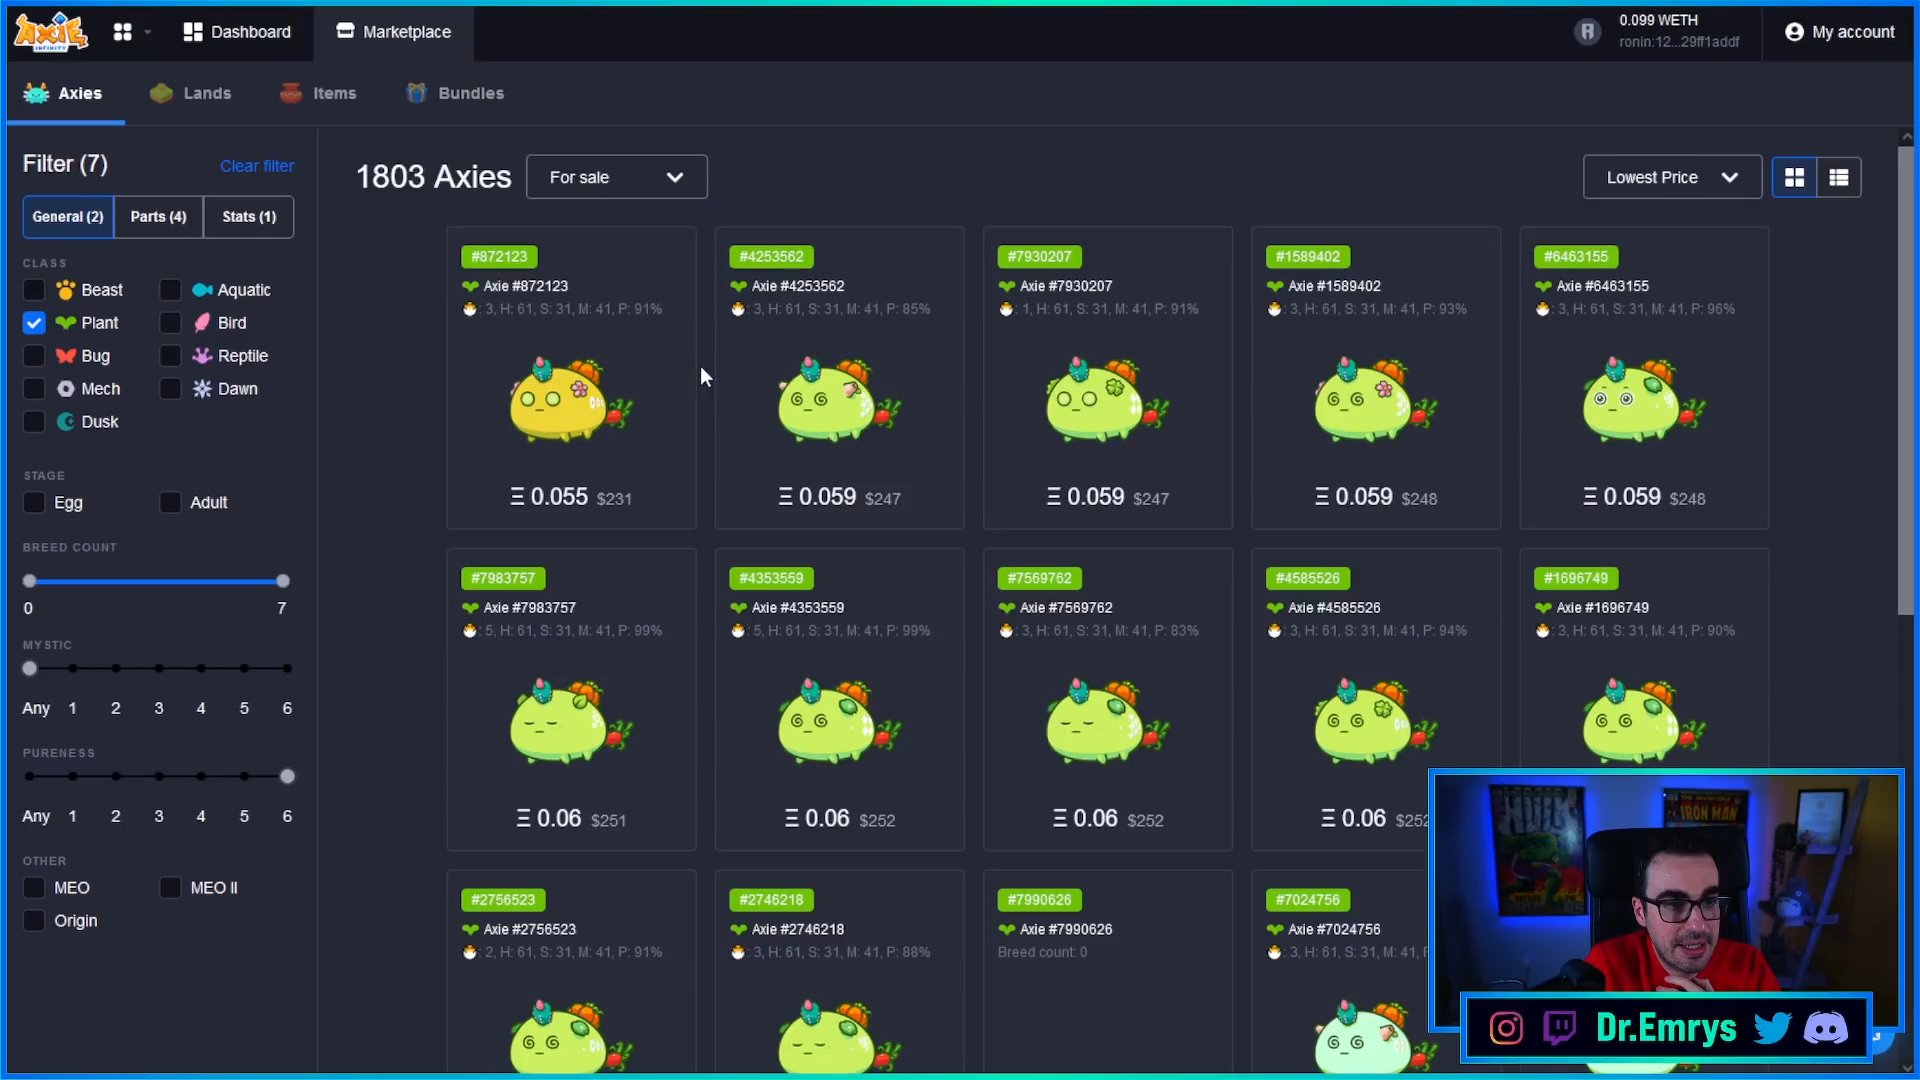 AXIE
INFINITY
Dashboard
Marketplace
0.099 WETH
ronin:12...29ff1addf
My account
Axies
Lands
Items
Bundles
Filter (7)
Clear filter
General (2)
Parts (4)
Stats (1)
CLASS
Beast
Aquatic
Plant
Bird
Bug
Reptile
Mech
Dawn
Dusk
STAGE
Egg
Adult
BREED COUNT
0
7
MYSTIC
Any 1 2 3 4 5 6
PURENESS
Any 1 2 3 4 5 6
OTHER
MEO
MEO II
Origin
1803 Axies
For sale
Lowest Price
#872123
Axie #872123
: 3, H: 61, S: 31, M: 41, P: 91%
Ξ 0.055 $231
#4253562
Axie #4253562
: 3, H: 61, S: 31, M: 41, P: 85%
Ξ 0.059 $247
#7930207
Axie #7930207
: 1, H: 61, S: 31, M: 41, P: 91%
Ξ 0.059 $247
#1589402
Axie #1589402
: 3, H: 61, S: 31, M: 41, P: 93%
Ξ 0.059 $248
#6463155
Axie #6463155
: 3, H: 61, S: 31, M: 41, P: 96%
Ξ 0.059 $248
#7983757
Axie #7983757
: 5, H: 61, S: 31, M: 41, P: 99%
Ξ 0.06 $251
#4353559
Axie #4353559
: 5, H: 61, S: 31, M: 41, P: 99%
Ξ 0.06 $252
#7569762
Axie #7569762
: 3, H: 61, S: 31, M: 41, P: 83%
Ξ 0.06 $252
#4585526
Axie #4585526
: 3, H: 61, S: 31, M: 41, P: 94%
Ξ 0.06 $252
#1696749
Axie #1696749
: 3, H: 61, S: 31, M: 41, P: 90%
#2756523
Axie #2756523
: 2, H: 61, S: 31, M: 41, P: 91%
#2746218
Axie #2746218
: 3, H: 61, S: 31, M: 41, P: 88%
#7990626
Axie #7990626
Breed count: 0
#7024756
Axie #7024756
: 3, H: 61, S: 31, M: 41,
HULK
IRON MAN
Dr.Emrys